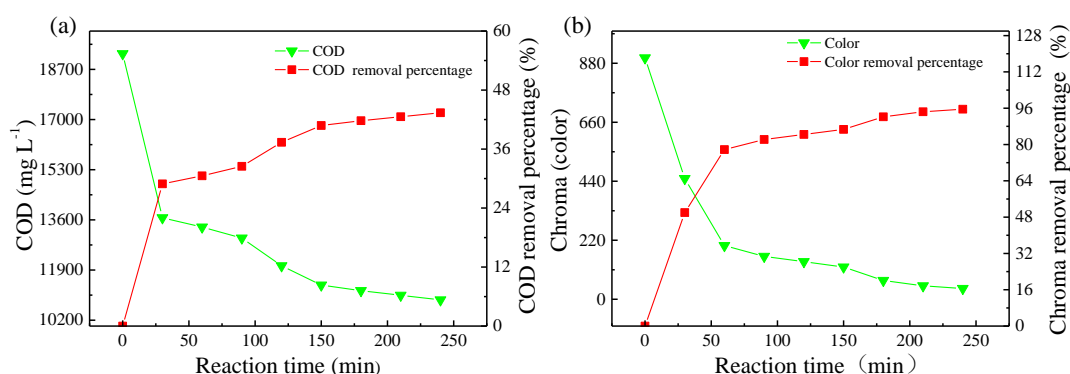 (a)
COD
COD removal percentage
COD (mg L⁻¹)
18700
17000
15300
13600
11900
10200
60
48
36
24
12
0
COD removal percentage (%)
0 50 100 150 200 250
Reaction time (min)
(b)
Color
Color removal percentage
Chroma (color)
880
660
440
220
0
128
112
96
80
64
48
32
16
0
Chroma removal percentage (%)
0 50 100 150 200 250
Reaction time（min）